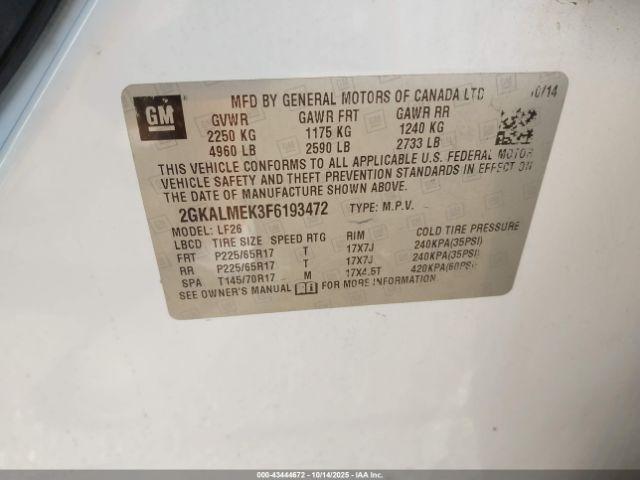 GM
MFD BY GENERAL MOTORS OF CANADA LTD 10/14
GVWR GAWR FRT GAWR RR
2250 KG 1175 KG 1240 KG
4960 LB 2590 LB 2733 LB
THIS VEHICLE CONFORMS TO ALL APPLICABLE U.S. FEDERAL MOTOR
VEHICLE SAFETY AND THEFT PREVENTION STANDARDS IN EFFECT ON
THE DATE OF MANUFACTURE SHOWN ABOVE.
2GKALMEK3F6193472 TYPE: M.P.V.
MODEL: LF26
LBCD TIRE SIZE SPEED RTG RIM COLD TIRE PRESSURE
FRT P225/65R17 T 17X7J 240KPA(35PSI)
RR P225/65R17 T 17X7J 240KPA(35PSI)
SPA T145/70R17 M 17X4.5T 420KPA(60PSI)
SEE OWNER'S MANUAL FOR MORE INFORMATION.
000-43444672 | 10/14/2025 | IAA Inc. | Copart